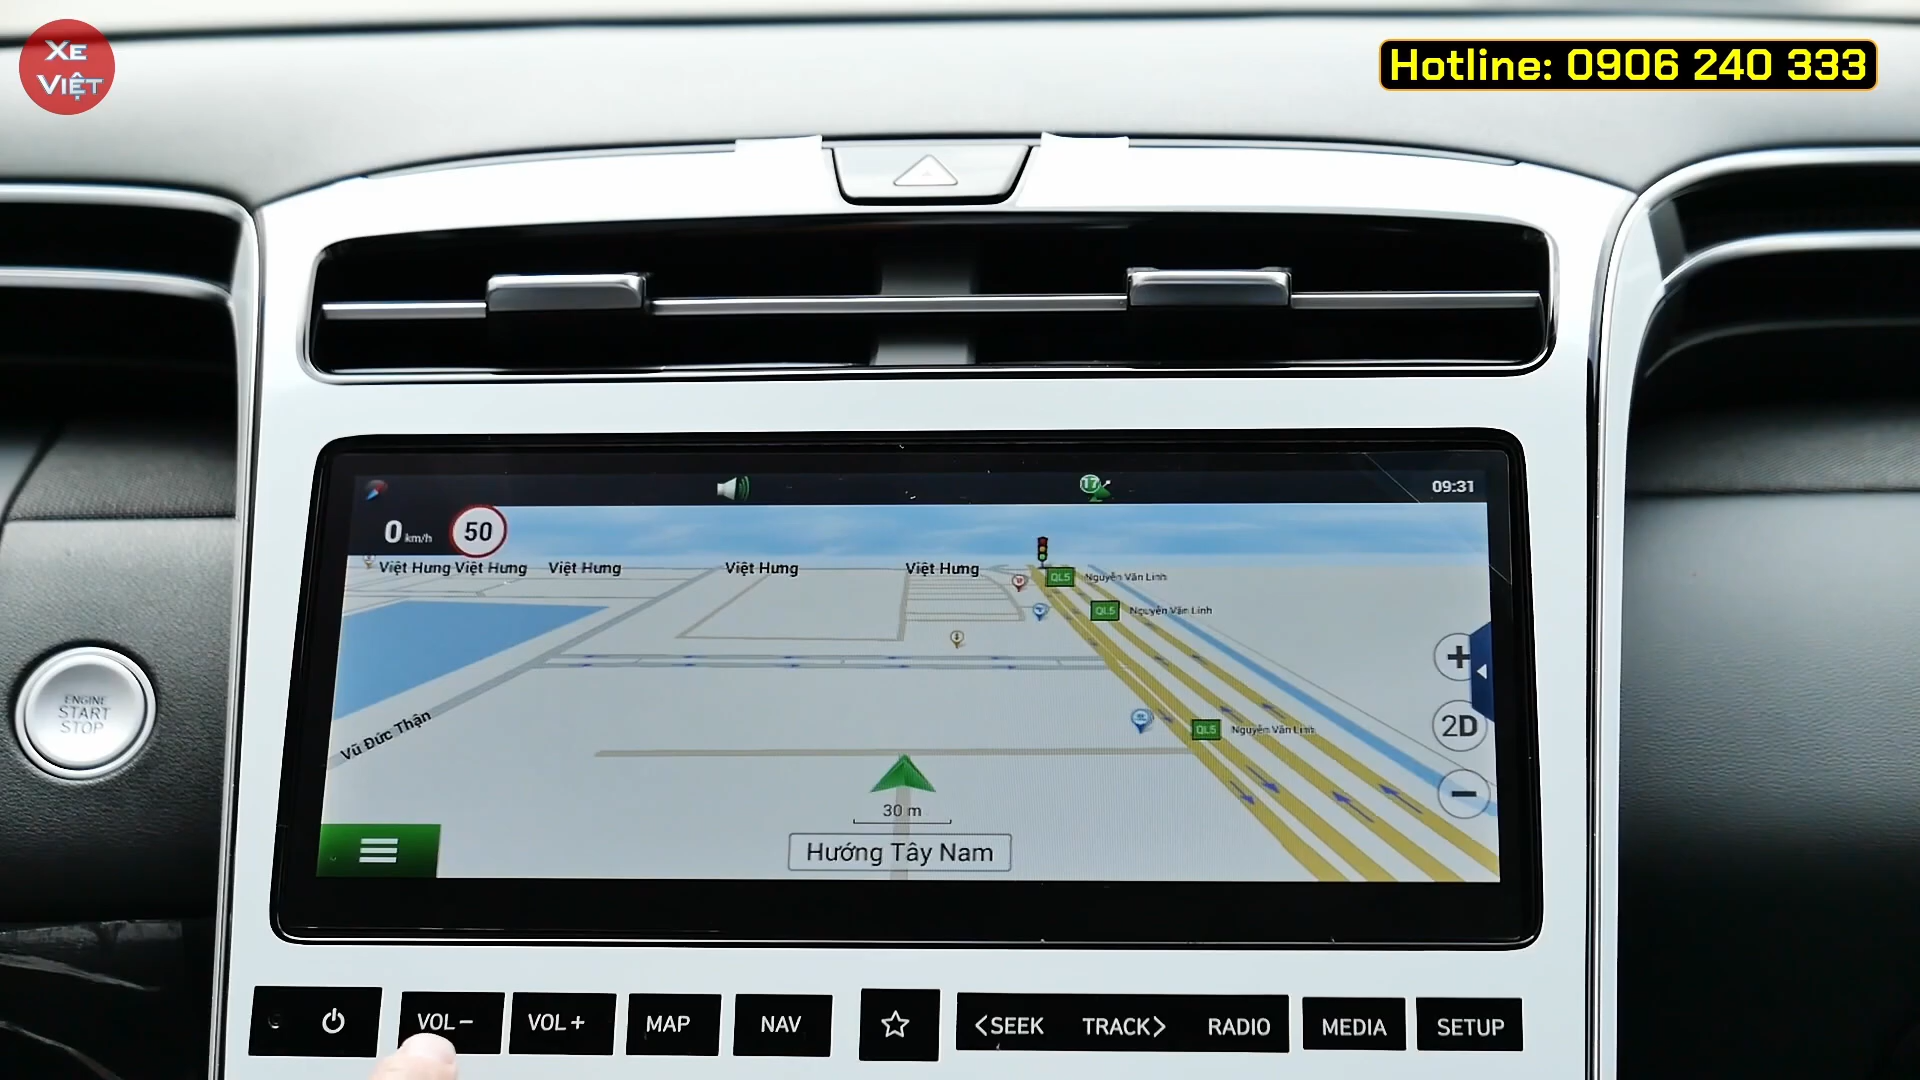 XE
VIỆT
Hotline: 0906 240 333
17
09:31
0 km/h
50
Việt Hưng Việt Hưng Việt Hưng Việt Hưng Việt Hưng
QL5 Nguyễn Văn Linh
QL5 Nguyễn Văn Linh
QL5 Nguyễn Văn Linh
Vũ Đức Thận
2D
30 m
Hướng Tây Nam
ENGINE
START
STOP
VOL− VOL+ MAP NAV <SEEK TRACK> RADIO MEDIA SETUP